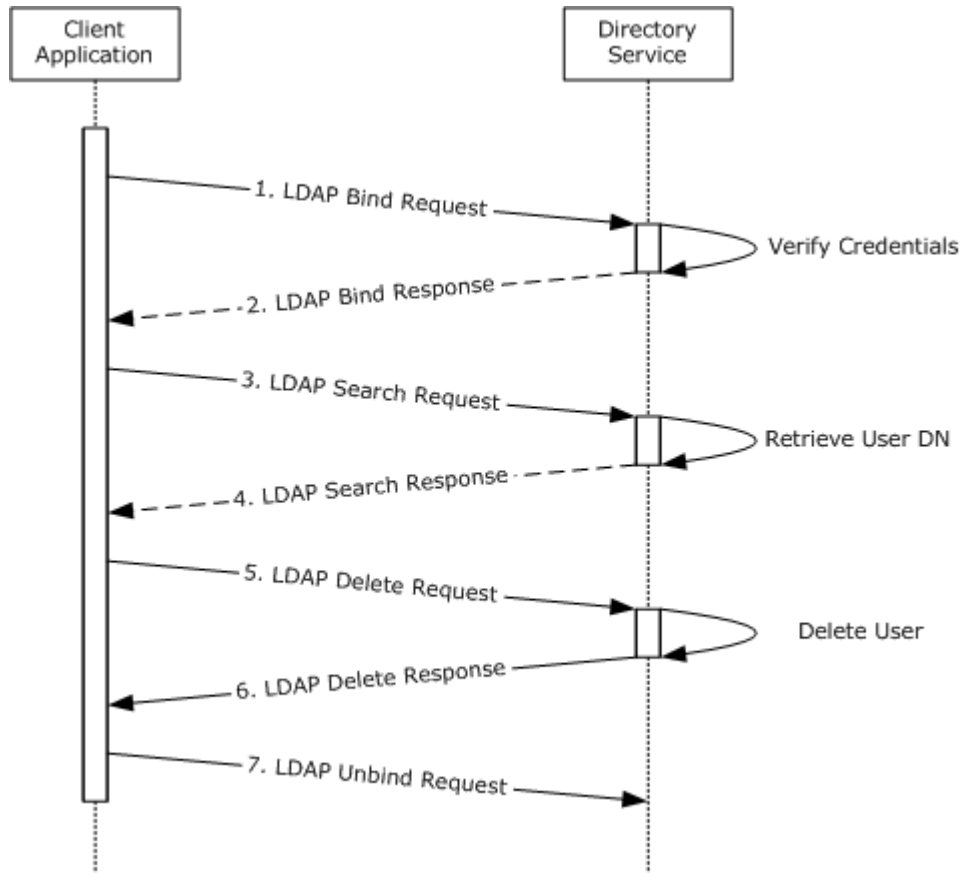 Client
Application
Directory
Service
1. LDAP Bind Request
Verify Credentials
2. LDAP Bind Response
3. LDAP Search Request
Retrieve User DN
4. LDAP Search Response
5. LDAP Delete Request
Delete User
6. LDAP Delete Response
7. LDAP Unbind Request